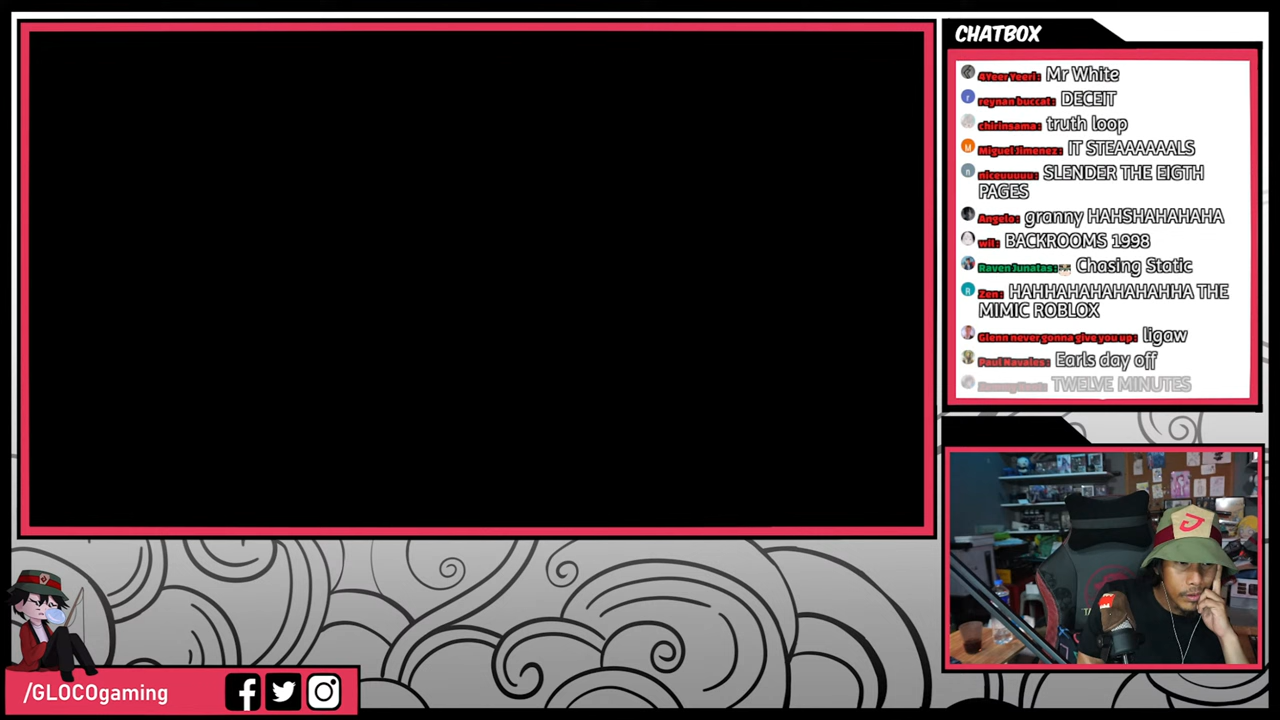 CHATBOX
4Yeer Yeeri: Mr White
reynan buccat: DECEIT
chirinsama: truth loop
Miguel Jimenez: IT STEAAAAAALS
niceuuuuu: SLENDER THE EIGTH
PAGES
Angelo: granny HAHSHAHAHAHA
wil: BACKROOMS 1998
Raven Junatas: Chasing Static
Zen: HAHHAHAHAHAHAHHA THE
MIMIC ROBLOX
Glenn never gonna give you up: ligaw
Paul Navales: Earls day off
TWELVE MINUTES
/GLOCOgaming